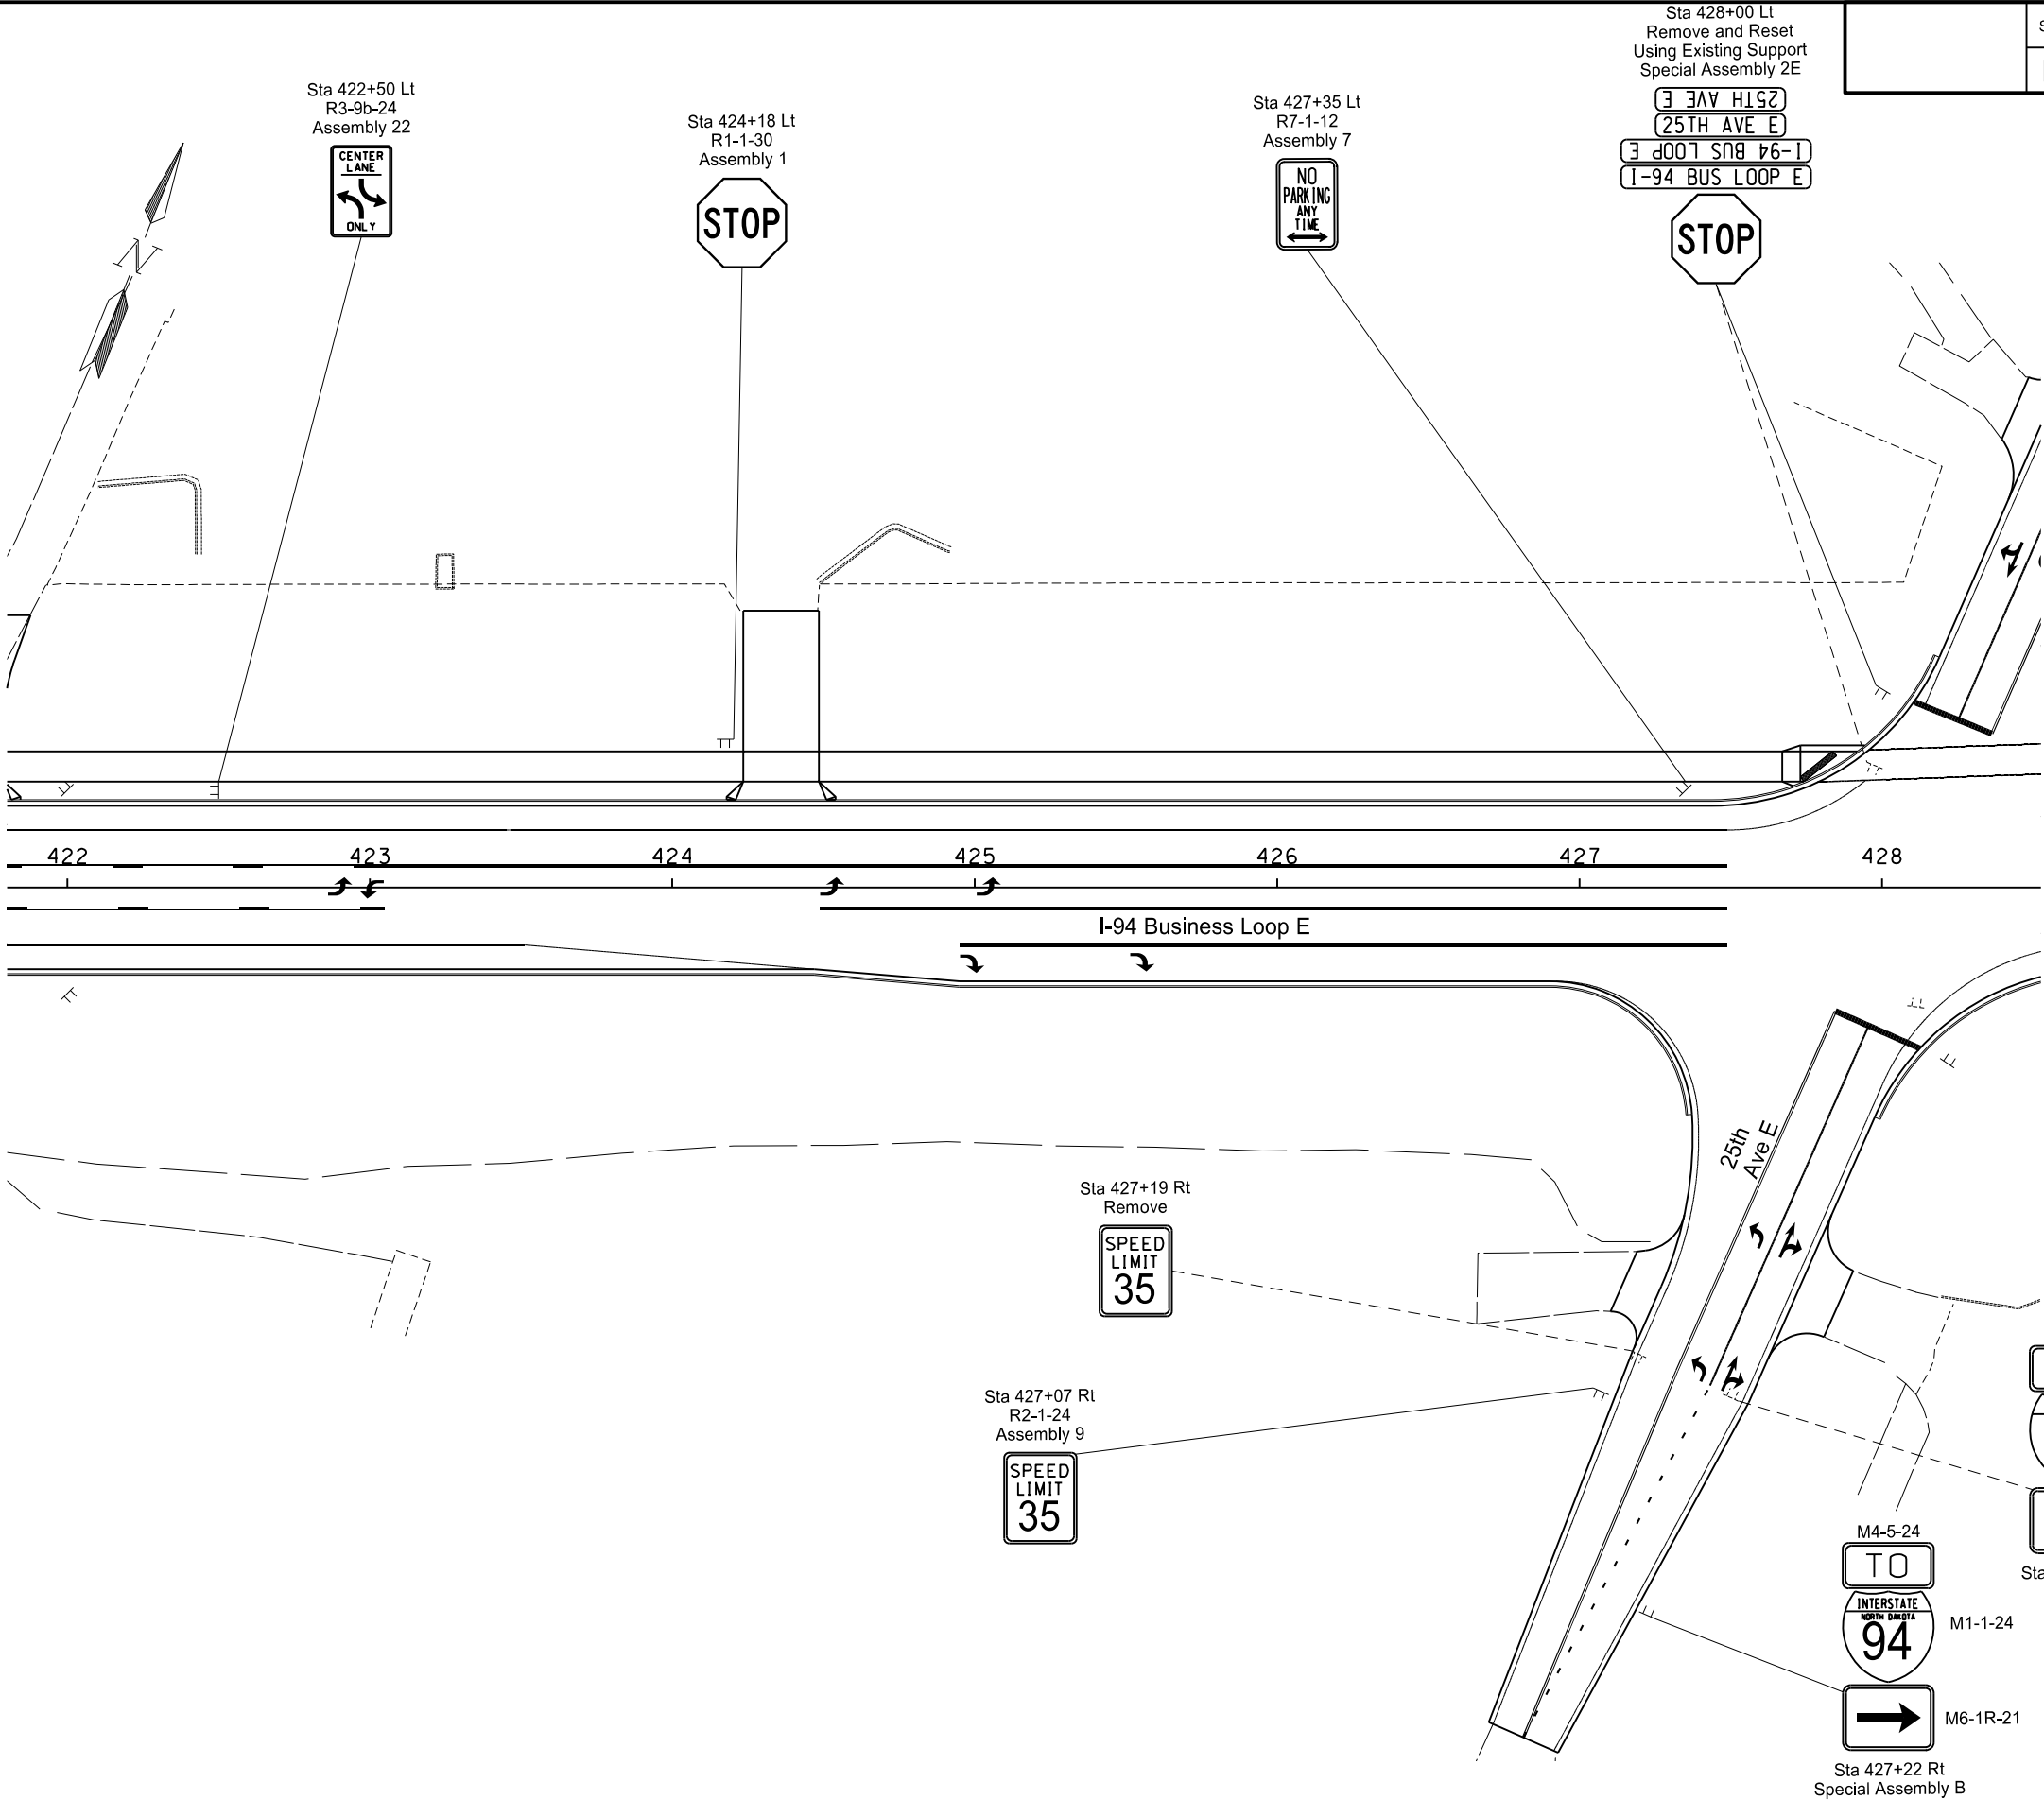 Sta 428+00 Lt
Remove and Reset
Using Existing Support
Special Assembly 2E
25TH AVE E
25TH AVE E
I-94 BUS LOOP E
I-94 BUS LOOP E
STOP
Sta 422+50 Lt
R3-9b-24
Assembly 22
CENTER
LANE
ONLY
Sta 424+18 Lt
R1-1-30
Assembly 1
STOP
Sta 427+35 Lt
R7-1-12
Assembly 7
NO
PARKING
ANY
TIME
N
422
423
424
425
426
427
428
I-94 Business Loop E
25th
Ave E
Sta 427+19 Rt
Remove
SPEED
LIMIT
35
Sta 427+07 Rt
R2-1-24
Assembly 9
SPEED
LIMIT
35
M4-5-24
TO
INTERSTATE
NORTH DAKOTA
94
M1-1-24
M6-1R-21
Sta 427+22 Rt
Special Assembly B
Sta